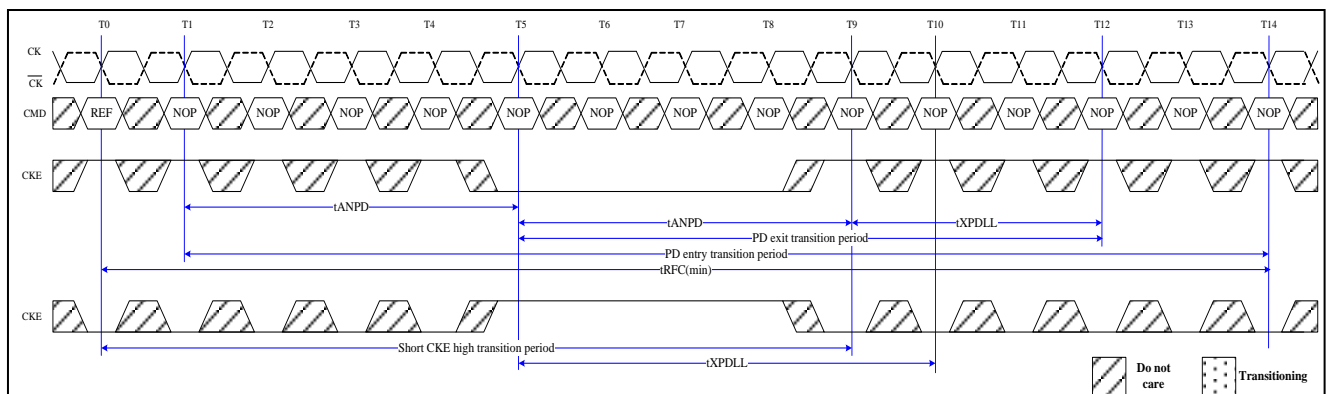 T0 T1 T2 T3 T4 T5 T6 T7 T8 T9 T10 T11 T12 T13 T14
CK
CK
CMD REF NOP NOP NOP NOP NOP NOP NOP NOP NOP NOP NOP NOP NOP NOP
CKE
tANPD
tANPD tXPDLL
PD exit transition period
PD entry transition period
tRFC(min)
CKE
Short CKE high transition period
tXPDLL
Do not care
Transitioning